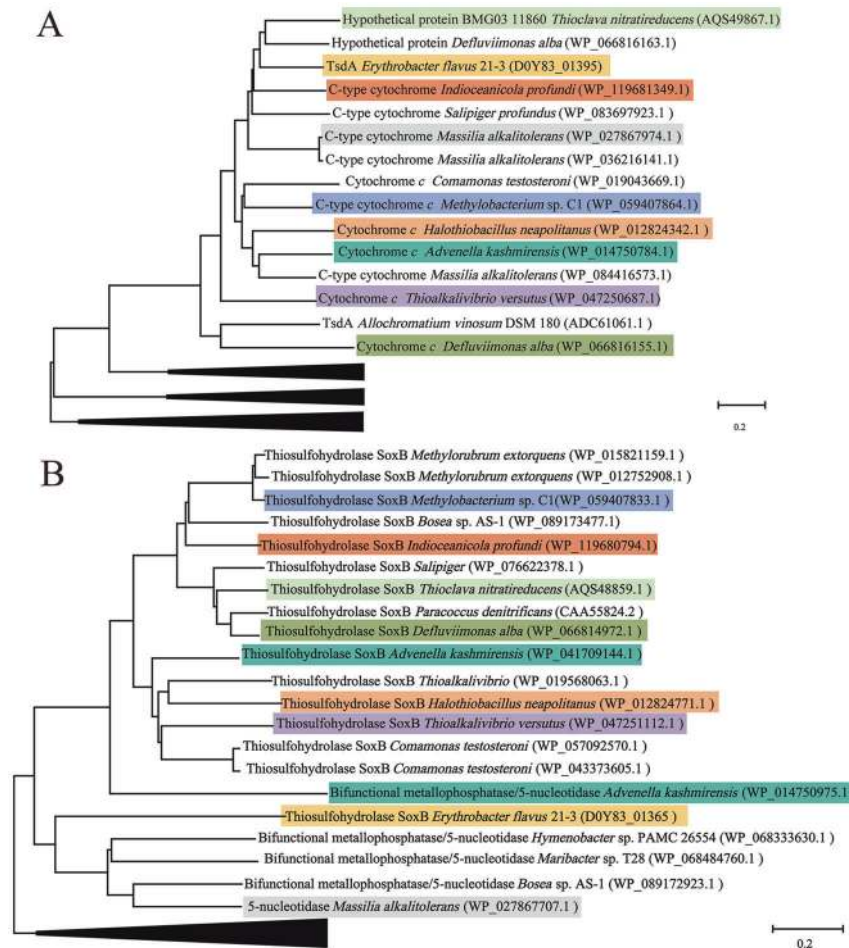 A
Hypothetical protein BMG03 11860 Thioclava nitratireducens (AQS49867.1)
Hypothetical protein Defluviimonas alba (WP_066816163.1)
TsdA Erythrobacter flavus 21-3 (D0Y83_01395)
C-type cytochrome Indioceanicola profundi (WP_119681349.1)
C-type cytochrome Salipiger profundus (WP_083697923.1)
C-type cytochrome Massilia alkalitolerans (WP_027867974.1 )
C-type cytochrome Massilia alkalitolerans (WP_036216141.1)
Cytochrome c Comamonas testosteroni (WP_019043669.1)
C-type cytochrome c Methylobacterium sp. C1 (WP_059407864.1)
Cytochrome c Halothiobacillus neapolitanus (WP_012824342.1 )
Cytochrome c Advenella kashmirensis (WP_014750784.1)
C-type cytochrome Massilia alkalitolerans (WP_084416573.1)
Cytochrome c Thioalkalivibrio versutus (WP_047250687.1)
TsdA Allochromatium vinosum DSM 180 (ADC61061.1 )
Cytochrome c Defluviimonas alba (WP_066816155.1)
0.2
B
Thiosulfohydrolase SoxB Methylorubrum extorquens (WP_015821159.1 )
Thiosulfohydrolase SoxB Methylorubrum extorquens (WP_012752908.1 )
Thiosulfohydrolase SoxB Methylobacterium sp. C1(WP_059407833.1 )
Thiosulfohydrolase SoxB Bosea sp. AS-1 (WP_089173477.1)
Thiosulfohydrolase SoxB Indioceanicola profundi (WP_119680794.1)
Thiosulfohydrolase SoxB Salipiger (WP_076622378.1 )
Thiosulfohydrolase SoxB Thioclava nitratireducens (AQS48859.1)
Thiosulfohydrolase SoxB Paracoccus denitrificans (CAA55824.2 )
Thiosulfohydrolase SoxB Defluviimonas alba (WP_066814972.1 )
Thiosulfohydrolase SoxB Advenella kashmirensis (WP_041709144.1 )
Thiosulfohydrolase SoxB Thioalkalivibrio (WP_019568063.1 )
Thiosulfohydrolase SoxB Halothiobacillus neapolitanus (WP_012824771.1 )
Thiosulfohydrolase SoxB Thioalkalivibrio versutus (WP_047251112.1 )
Thiosulfohydrolase SoxB Comamonas testosteroni (WP_057092570.1 )
Thiosulfohydrolase SoxB Comamonas testosteroni (WP_043373605.1 )
Bifunctional metallophosphatase/5-nucleotidase Advenella kashmirensis (WP_014750975.1
Thiosulfohydrolase SoxB Erythrobacter flavus 21-3 (D0Y83_01365 )
Bifunctional metallophosphatase/5-nucleotidase Hymenobacter sp. PAMC 26554 (WP_068333630.1 )
Bifunctional metallophosphatase/5-nucleotidase Maribacter sp. T28 (WP_068484760.1 )
Bifunctional metallophosphatase/5-nucleotidase Bosea sp. AS-1 (WP_089172923.1 )
5-nucleotidase Massilia alkalitolerans (WP_027867707.1 )
0.2